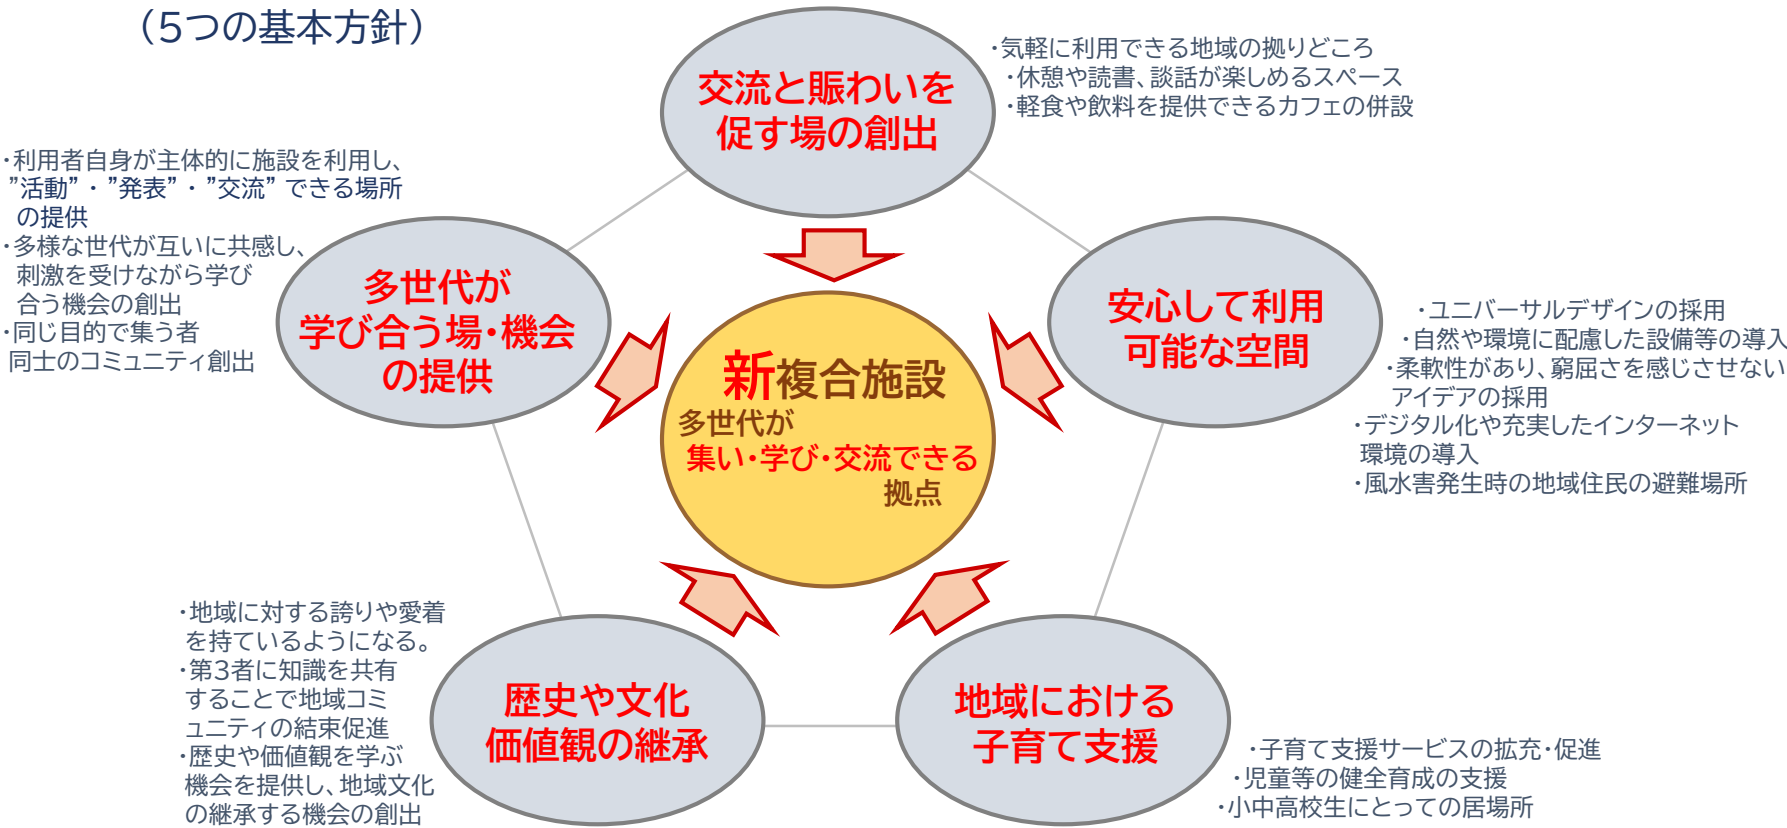 （5つの基本方針）
交流と賑わいを
促す場の創出
・気軽に利用できる地域の拠りどころ
・休憩や読書、談話が楽しめるスペース
・軽食や飲料を提供できるカフェの併設
・利用者自身が主体的に施設を利用し、
”活動”・”発表”・”交流” できる場所
の提供
・多様な世代が互いに共感し、
刺激を受けながら学び
合う機会の創出
・同じ目的で集う者
同士のコミュニティ創出
多世代が
学び合う場・機会
の提供
安心して利用
可能な空間
・ユニバーサルデザインの採用
・自然や環境に配慮した設備等の導入
・柔軟性があり、窮屈さを感じさせない
アイデアの採用
・デジタル化や充実したインターネット
環境の導入
・風水害発生時の地域住民の避難場所
新複合施設
多世代が
集い・学び・交流できる
拠点
・地域に対する誇りや愛着
を持ているようになる。
・第3者に知識を共有
することで地域コミ
ュニティの結束促進
・歴史や価値観を学ぶ
機会を提供し、地域文化
の継承する機会の創出
歴史や文化
価値観の継承
地域における
子育て支援
・子育て支援サービスの拡充・促進
・児童等の健全育成の支援
・小中高校生にとっての居場所